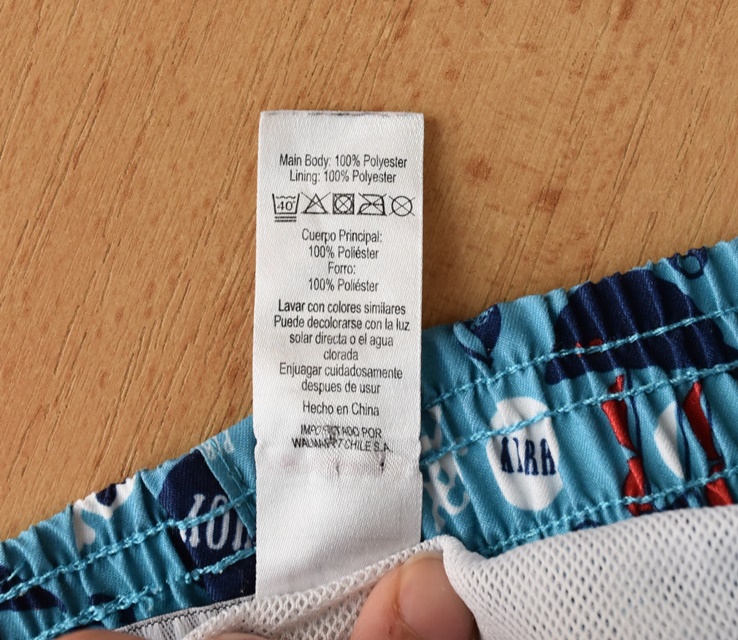 Main Body: 100% Polyester
Lining: 100% Polyester
40°
Cuerpo Principal:
100% Poliéster
Forro:
100% Poliéster
Lavar con colores similares
Puede decolorarse con la luz
solar directa o el agua
clorada
Enjuagar cuidadosamente
despues de usur
Hecho en China
IMPORTADO POR
WALMART CHILE S.A.